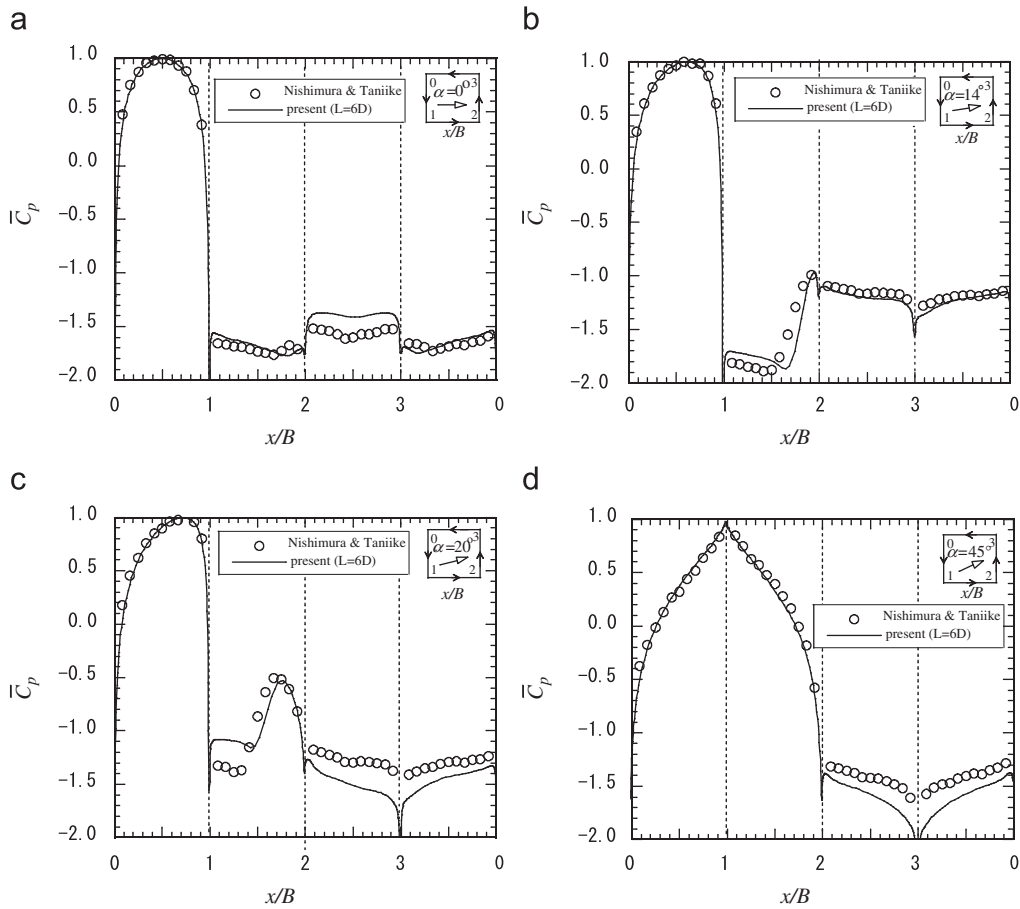 a
1.0
0.5
0.0
−0.5
−1.0
−1.5
−2.0
C̅p
0 1 2 3 0
x/B
Nishimura & Taniike
present (L=6D)
0 3
α=0°
1 2
x/B
b
1.0
0.5
0.0
−0.5
−1.0
−1.5
−2.0
C̅p
0 1 2 3 0
x/B
Nishimura & Taniike
present (L=6D)
0 3
α=14°
1 2
x/B
c
1.0
0.5
0.0
−0.5
−1.0
−1.5
−2.0
C̅p
0 1 2 3 0
x/B
Nishimura & Taniike
present (L=6D)
0 3
α=20°
1 2
x/B
d
1.0
0.5
0.0
−0.5
−1.0
−1.5
−2.0
C̅p
0 1 2 3 0
x/B
Nishimura & Taniike
present (L=6D)
0 3
α=45°
1 2
x/B